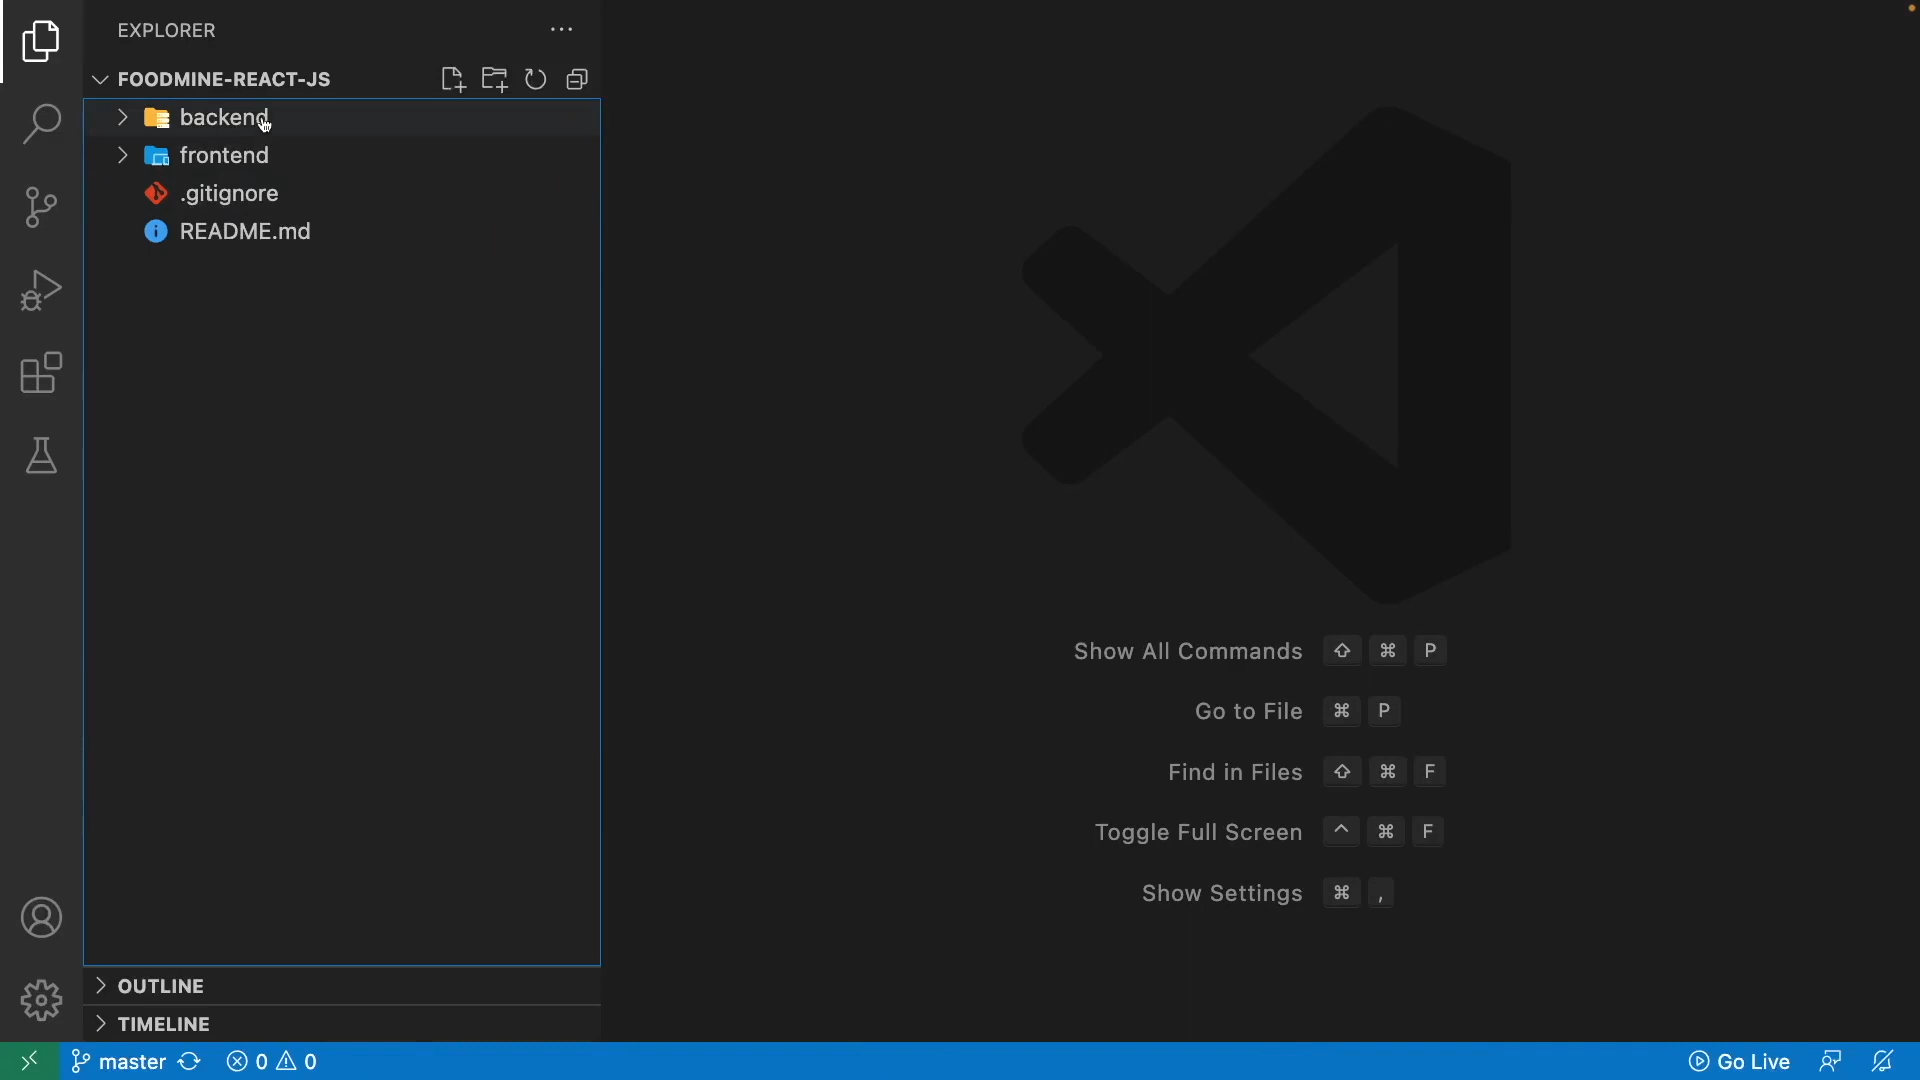 EXPLORER
FOODMINE-REACT-JS
backend
frontend
.gitignore
README.md
Show All Commands ⇧ ⌘ P
Go to File ⌘ P
Find in Files ⇧ ⌘ F
Toggle Full Screen ^ ⌘ F
Show Settings ⌘ ,
OUTLINE
TIMELINE
master 0 0 Go Live